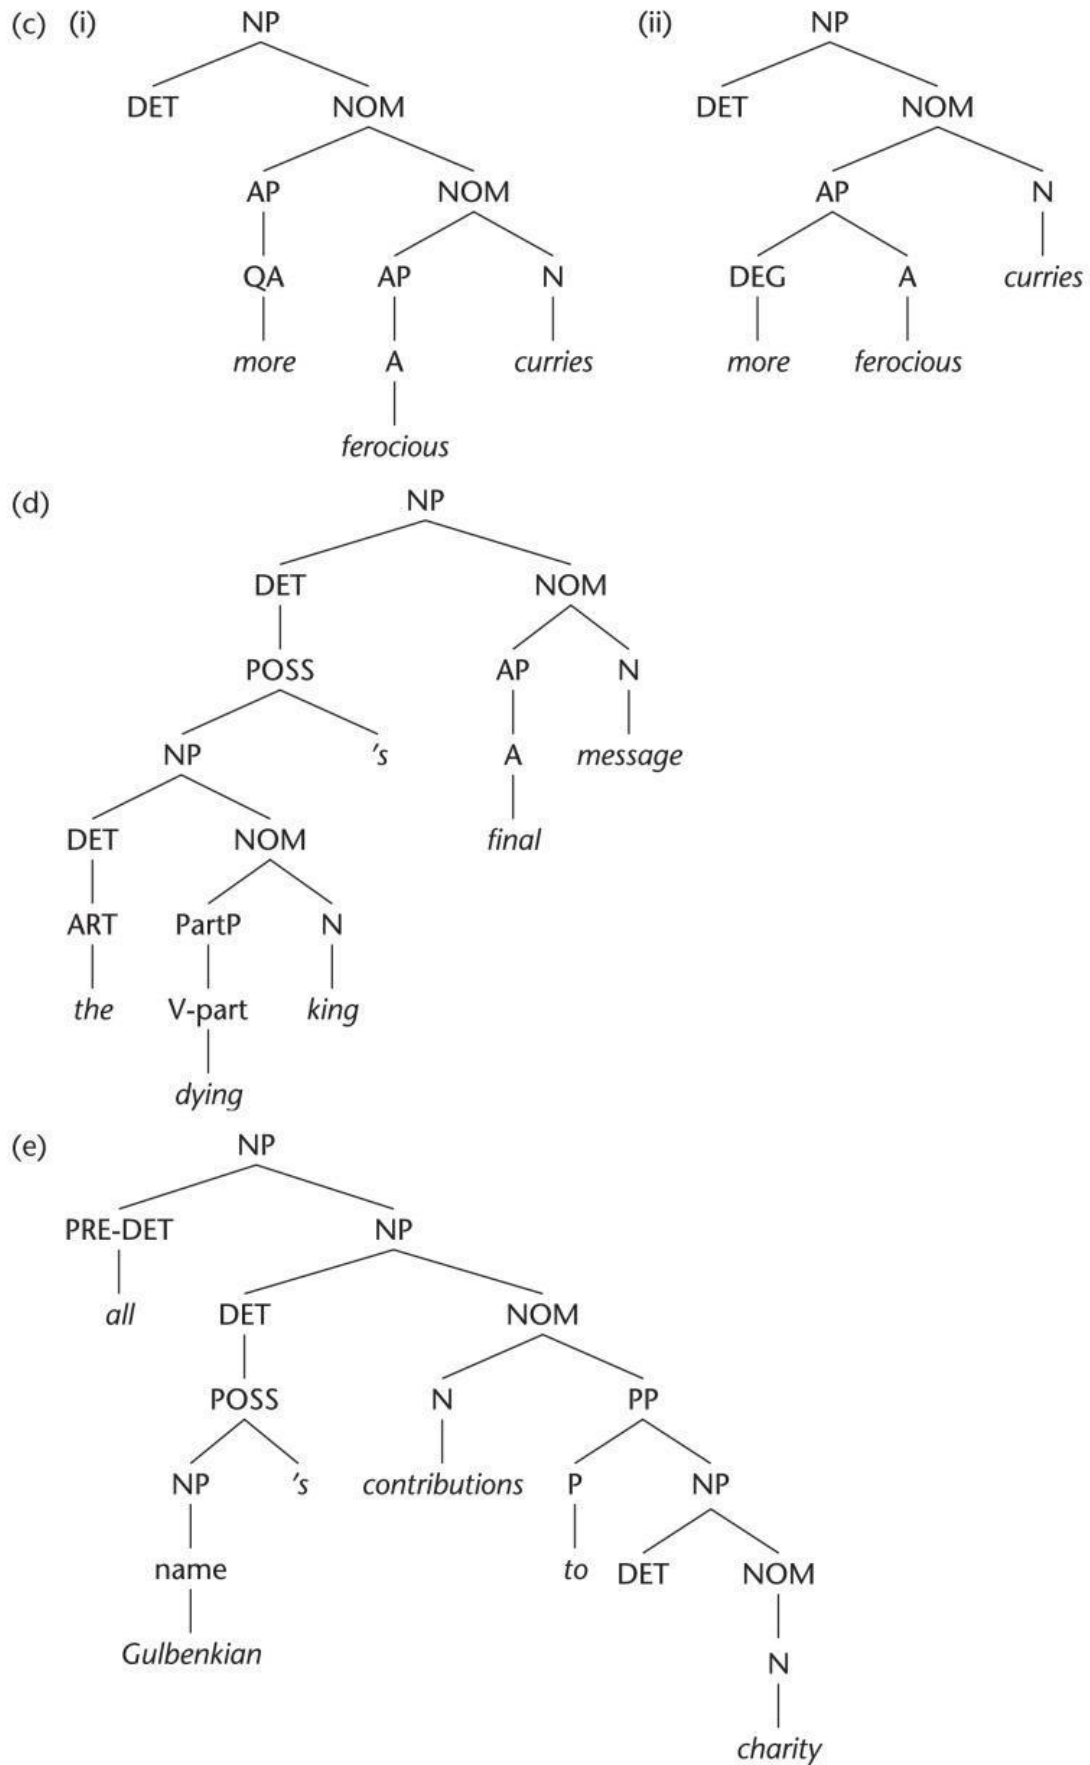 (c) (i) NP (ii) NP
DET NOM DET NOM
AP NOM AP N
QA AP N DEG A curries
more A curries more ferocious
ferocious
(d) NP
DET NOM
POSS AP N
NP 's A message
DET NOM final
ART PartP N
the V-part king
dying
(e) NP
PRE-DET NP
all DET NOM
POSS N PP
NP 's contributions P NP
name to DET NOM
Gulbenkian N
charity